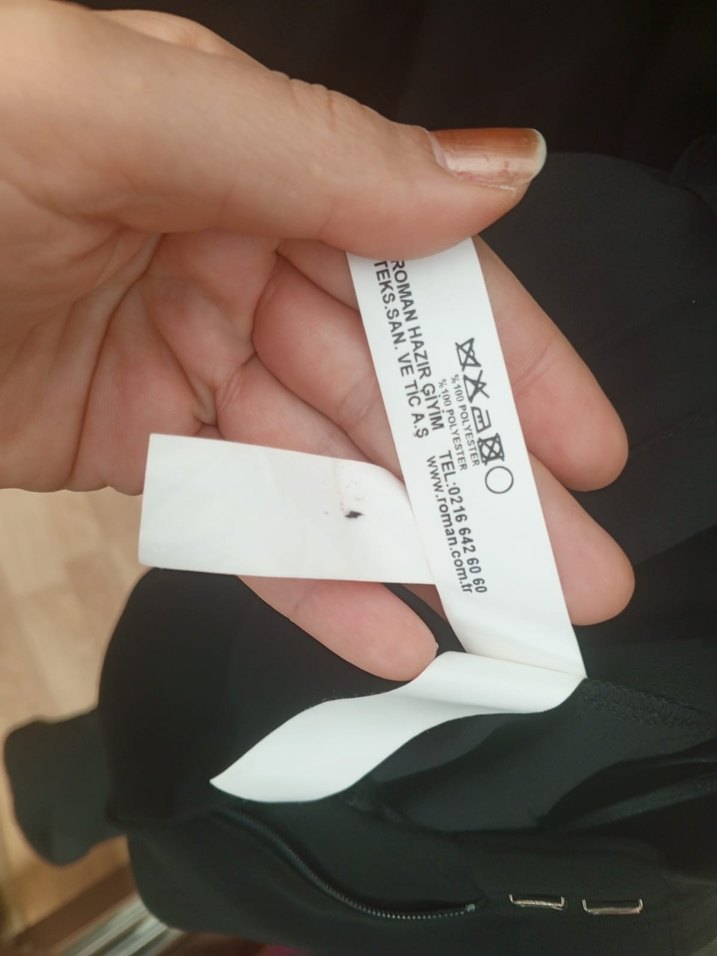 %100 POLYESTER
%100 POLYESTER
ROMAN HAZIR GİYİM
TEKS.SAN. VE TİC A.Ş
TEL:0216 642 60 60
www.roman.com.tr